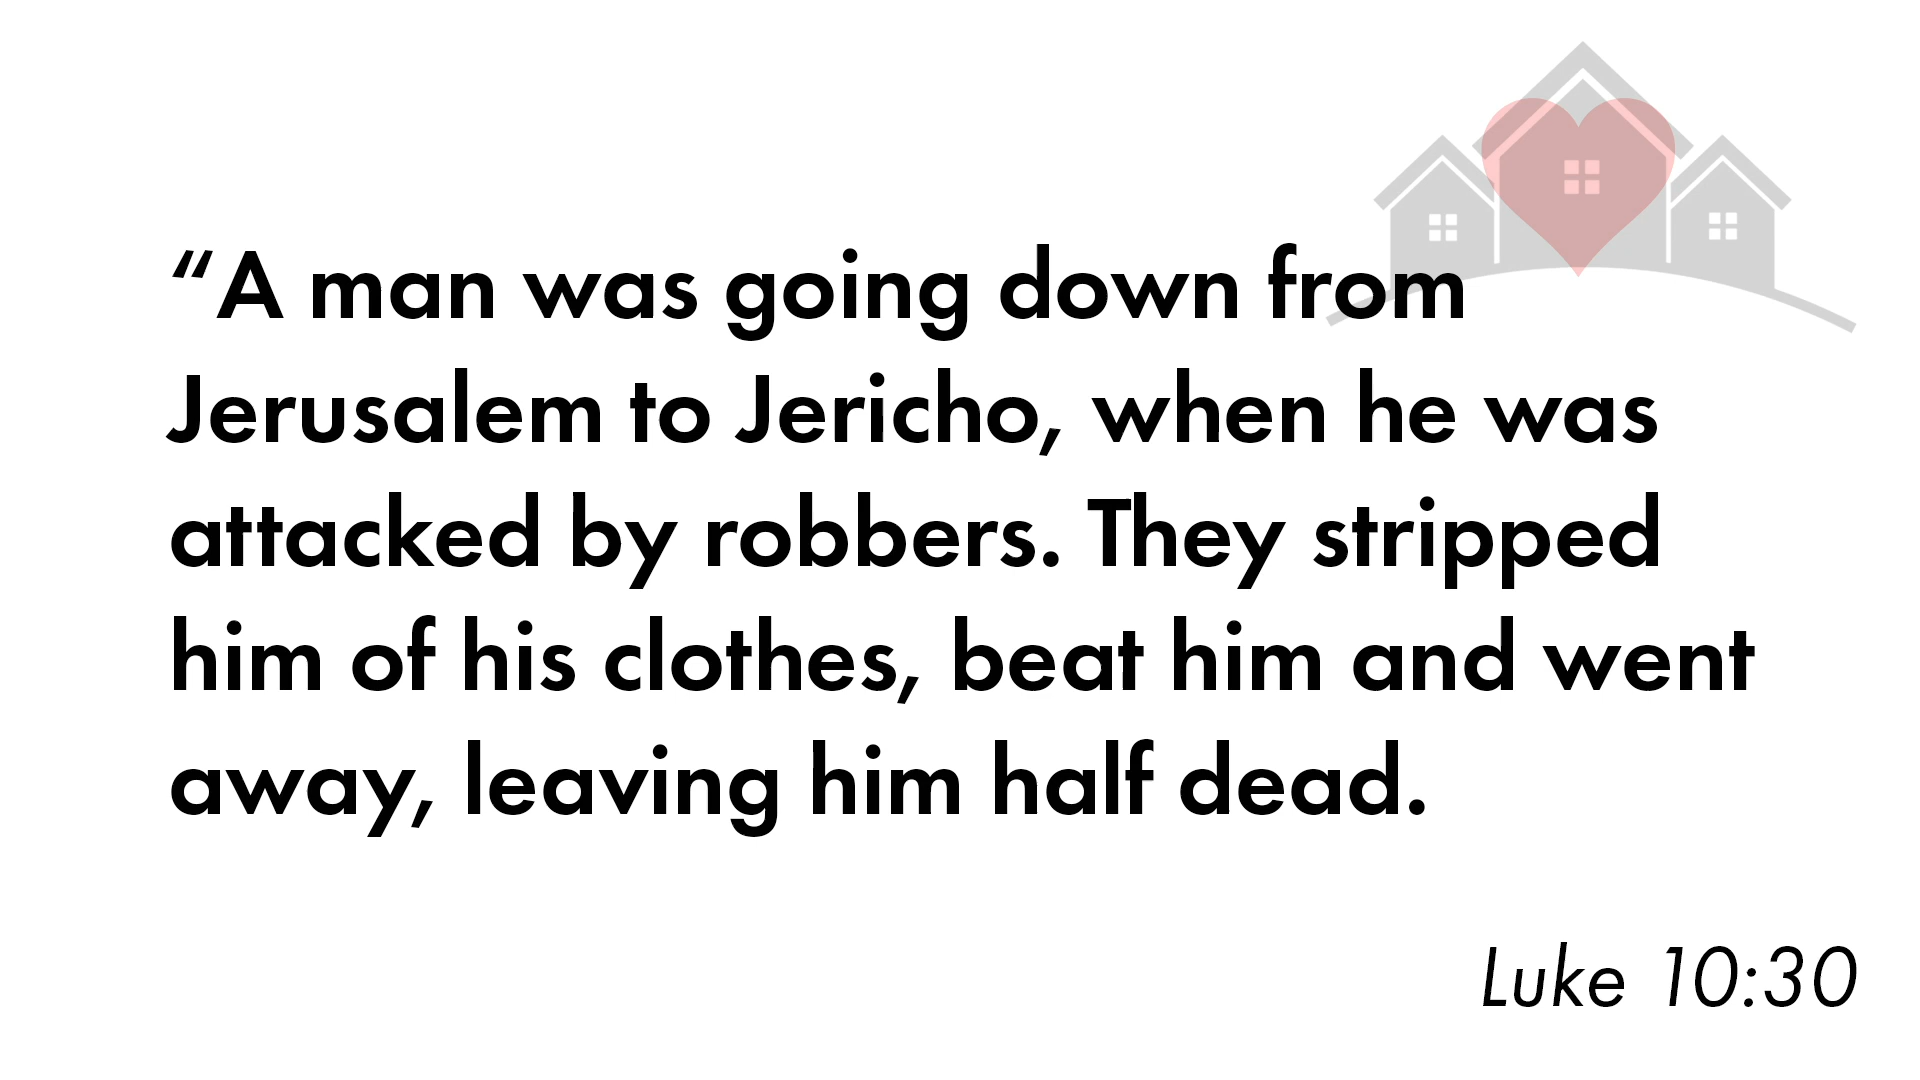 “A man was going down from
Jerusalem to Jericho, when he was
attacked by robbers. They stripped
him of his clothes, beat him and went
away, leaving him half dead.
Luke 10:30